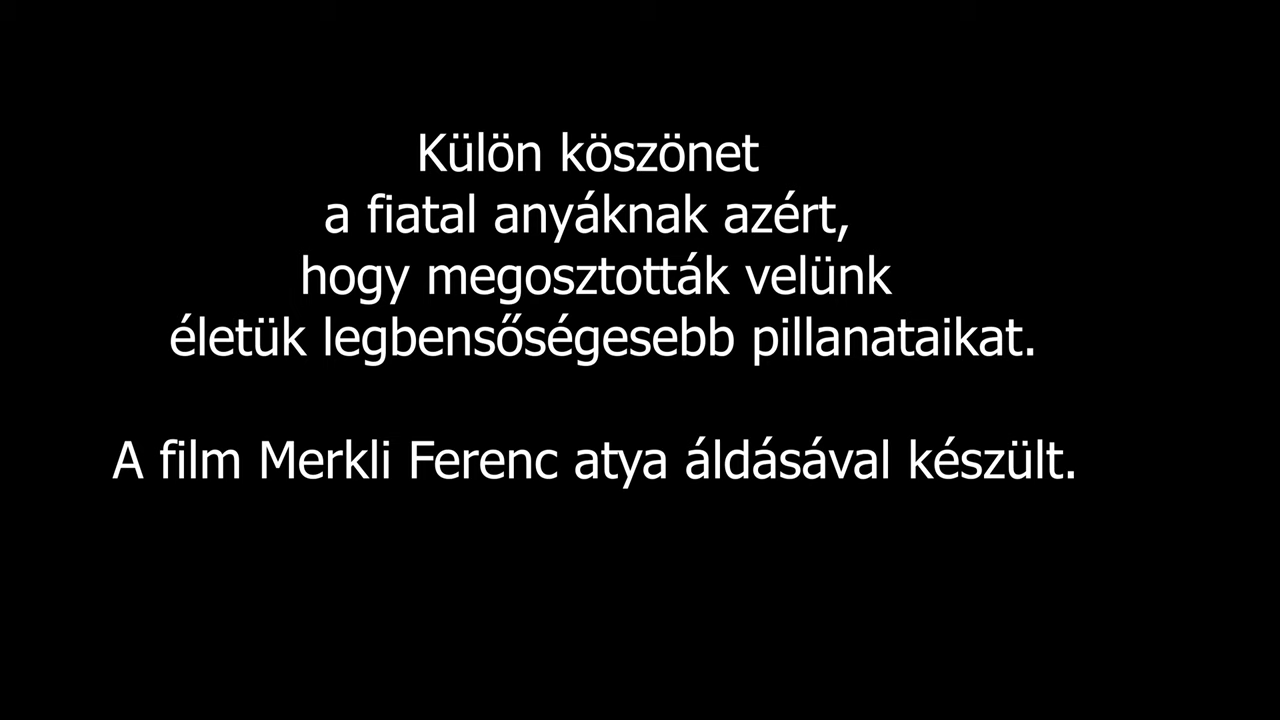 Külön köszönet
a fiatal anyáknak azért,
hogy megosztották velünk
életük legbensőségesebb pillanataikat.
A film Merkli Ferenc atya áldásával készült.